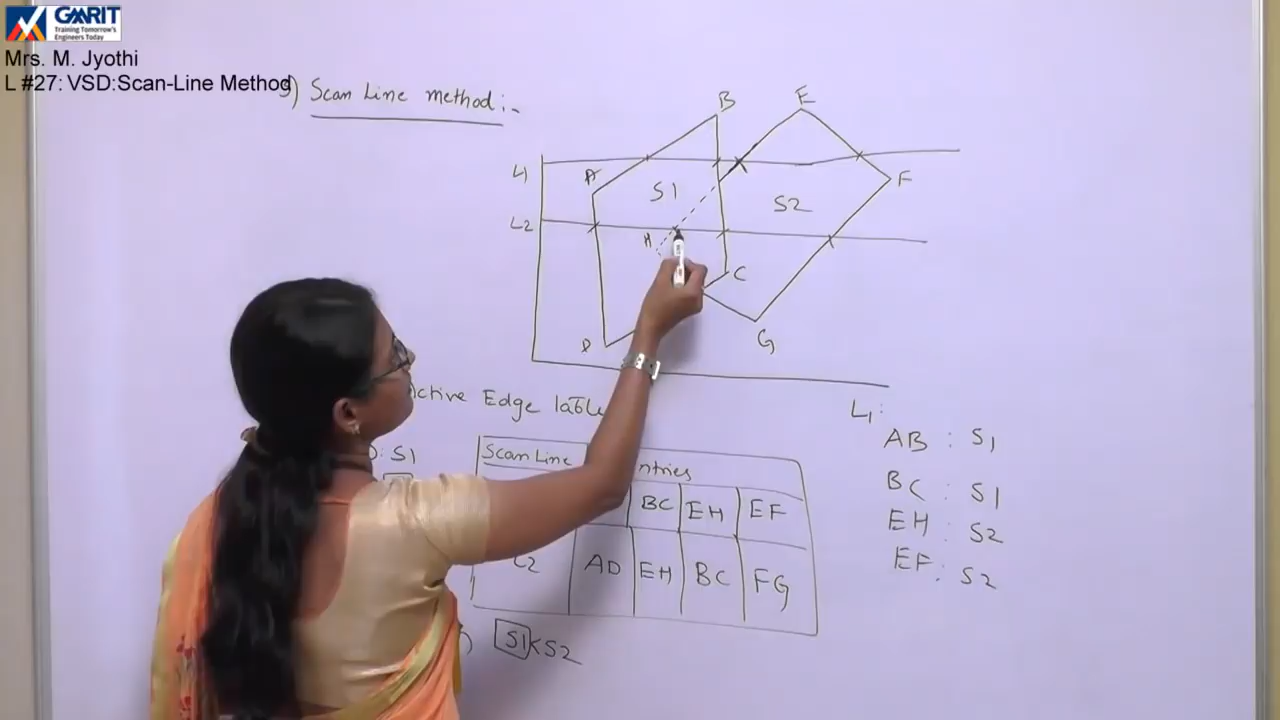 GMRIT
Training Tomorrow's
Engineers Today
Mrs. M. Jyothi
L #27: VSD:Scan-Line Method
3) Scan Line method:-
B
E
L1
A
S1
F
S2
L2
H
C
D
G
Active Edge Table
L1:
AB : S1
D: S1
Scan Line ntries
BC : S1
BC EH EF
EH : S2
L2 AD EH BC FG
EF: S2
) S1<S2